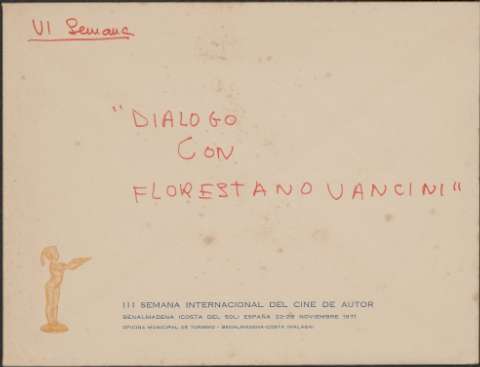 VI Semana
"DIALOGO
CON
FLORESTANO VANCINI"
III SEMANA INTERNACIONAL DEL CINE DE AUTOR
BENALMADENA (COSTA DEL SOL) ESPAÑA 22-29 NOVIEMBRE 1971
OFICINA MUNICIPAL DE TURISMO - BENALMADENA-COSTA (MALAGA)